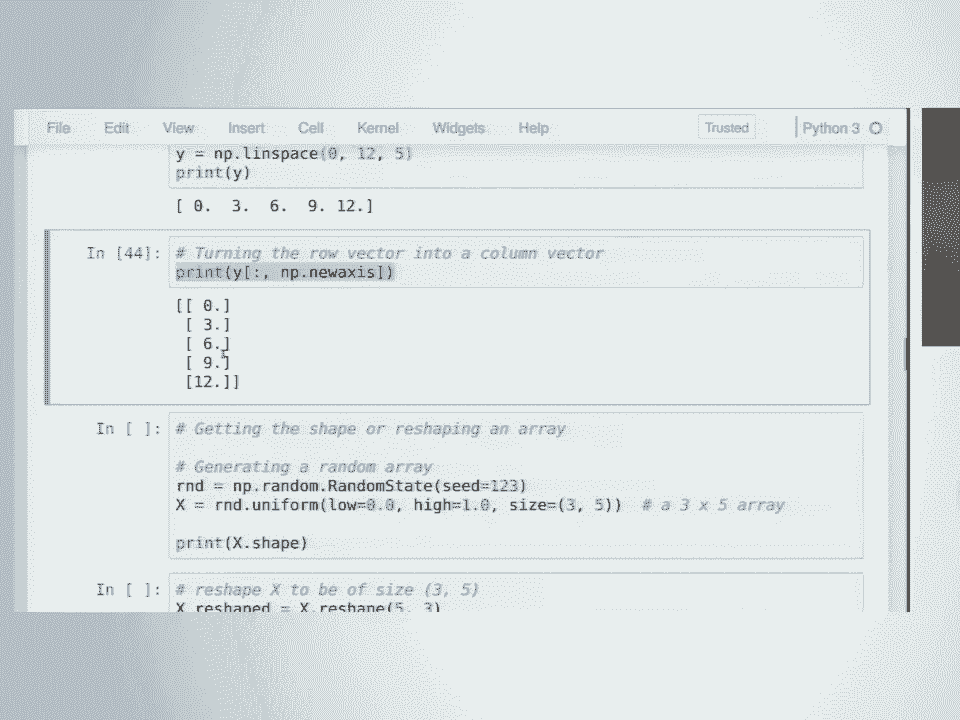 File Edit View Insert Cell Kernel Widgets Help Trusted Python 3
y = np.linspace(0, 12, 5)
print(y)
[ 0.  3.  6.  9. 12.]
In [44]: # Turning the row vector into a column vector
print(y[:, np.newaxis])
[[ 0.]
 [ 3.]
 [ 6.]
 [ 9.]
 [12.]]
In [ ]: # Getting the shape or reshaping an array
# Generating a random array
rnd = np.random.RandomState(seed=123)
X = rnd.uniform(low=0.0, high=1.0, size=(3, 5))  # a 3 x 5 array
print(X.shape)
In [ ]: # reshape X to be of size (3, 5)
X_reshaped = X.reshape(5, 3)